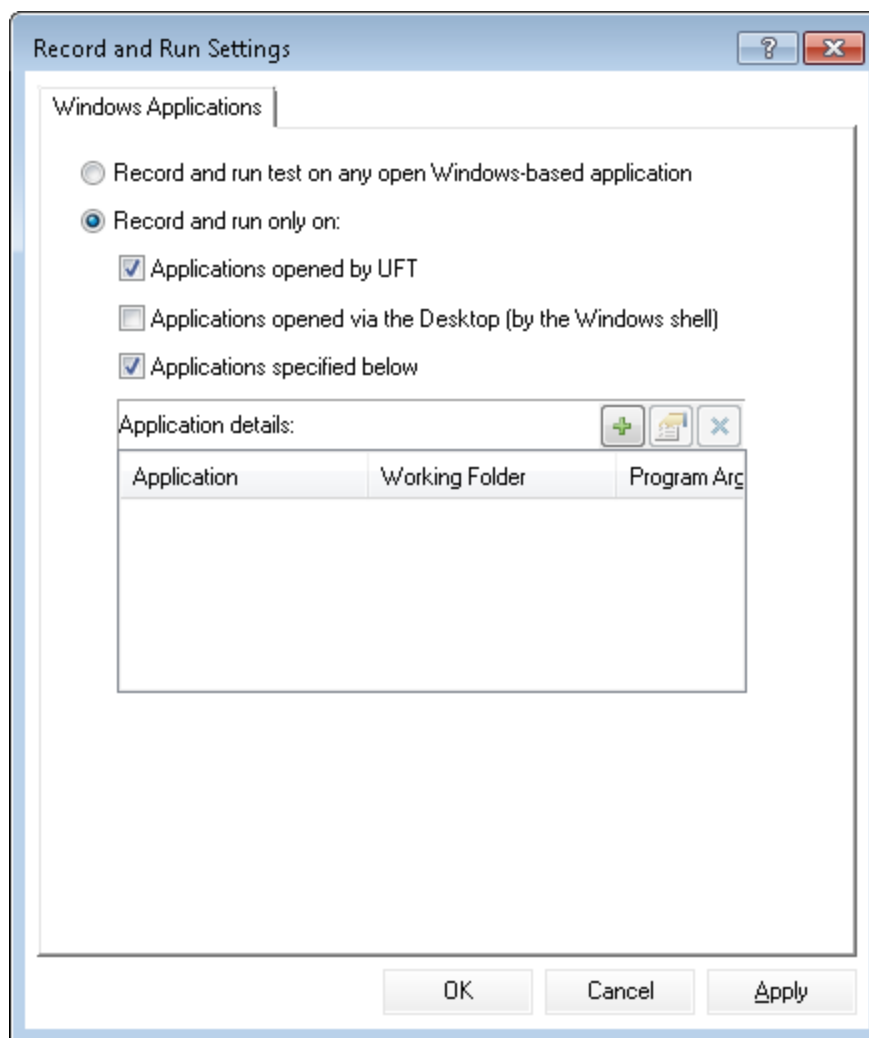 Record and Run Settings
Windows Applications
Record and run test on any open Windows-based application
Record and run only on:
Applications opened by UFT
Applications opened via the Desktop (by the Windows shell)
Applications specified below
Application details:
Application Working Folder Program Arg
OK Cancel Apply